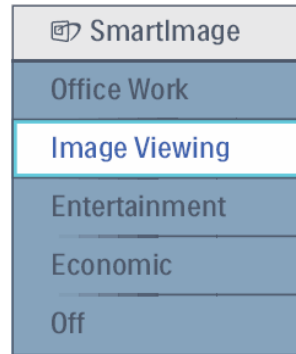 SmartImage
Office Work
Image Viewing
Entertainment
Economic
Off